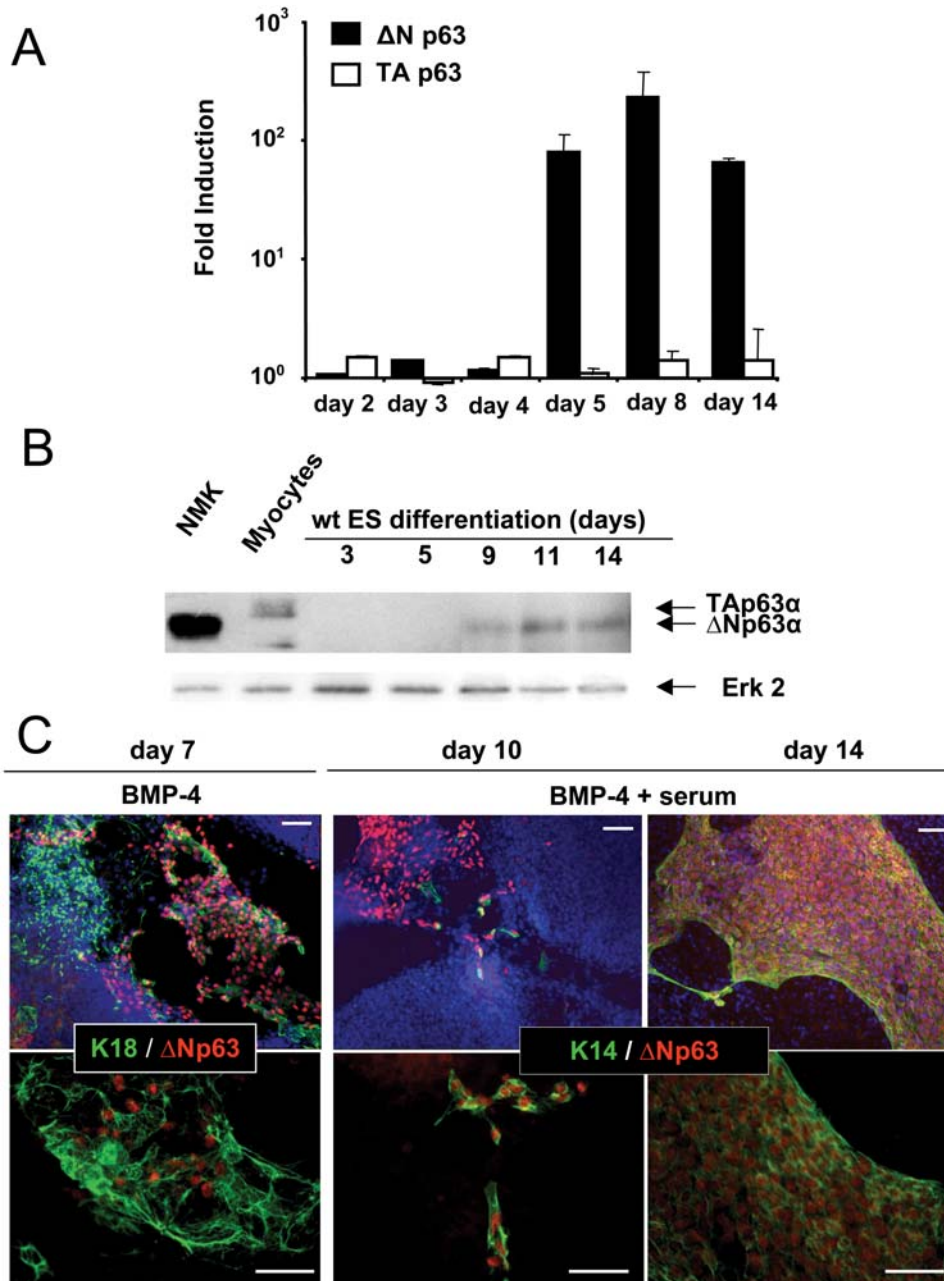 A
10³
10²
10¹
10⁰
Fold Induction
ΔN p63
TA p63
day 2 day 3 day 4 day 5 day 8 day 14
B
NMK Myocytes
wt ES differentiation (days)
3 5 9 11 14
TAp63α
ΔNp63α
Erk 2
C
day 7 day 10 day 14
BMP-4 BMP-4 + serum
K18 / ΔNp63 K14 / ΔNp63